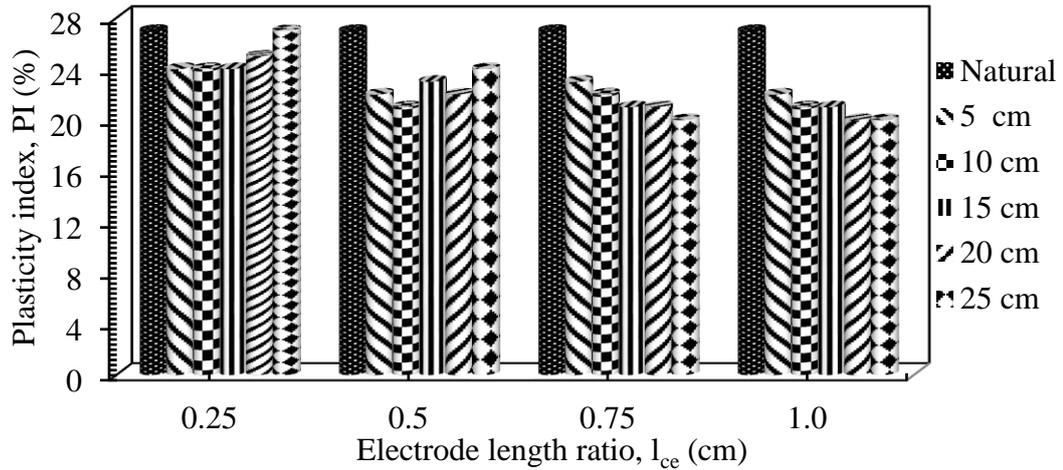 Plasticity index, PI (%)
28
24
20
16
12
8
4
0
0.25 0.5 0.75 1.0
Electrode length ratio, lce (cm)
Natural
5 cm
10 cm
15 cm
20 cm
25 cm